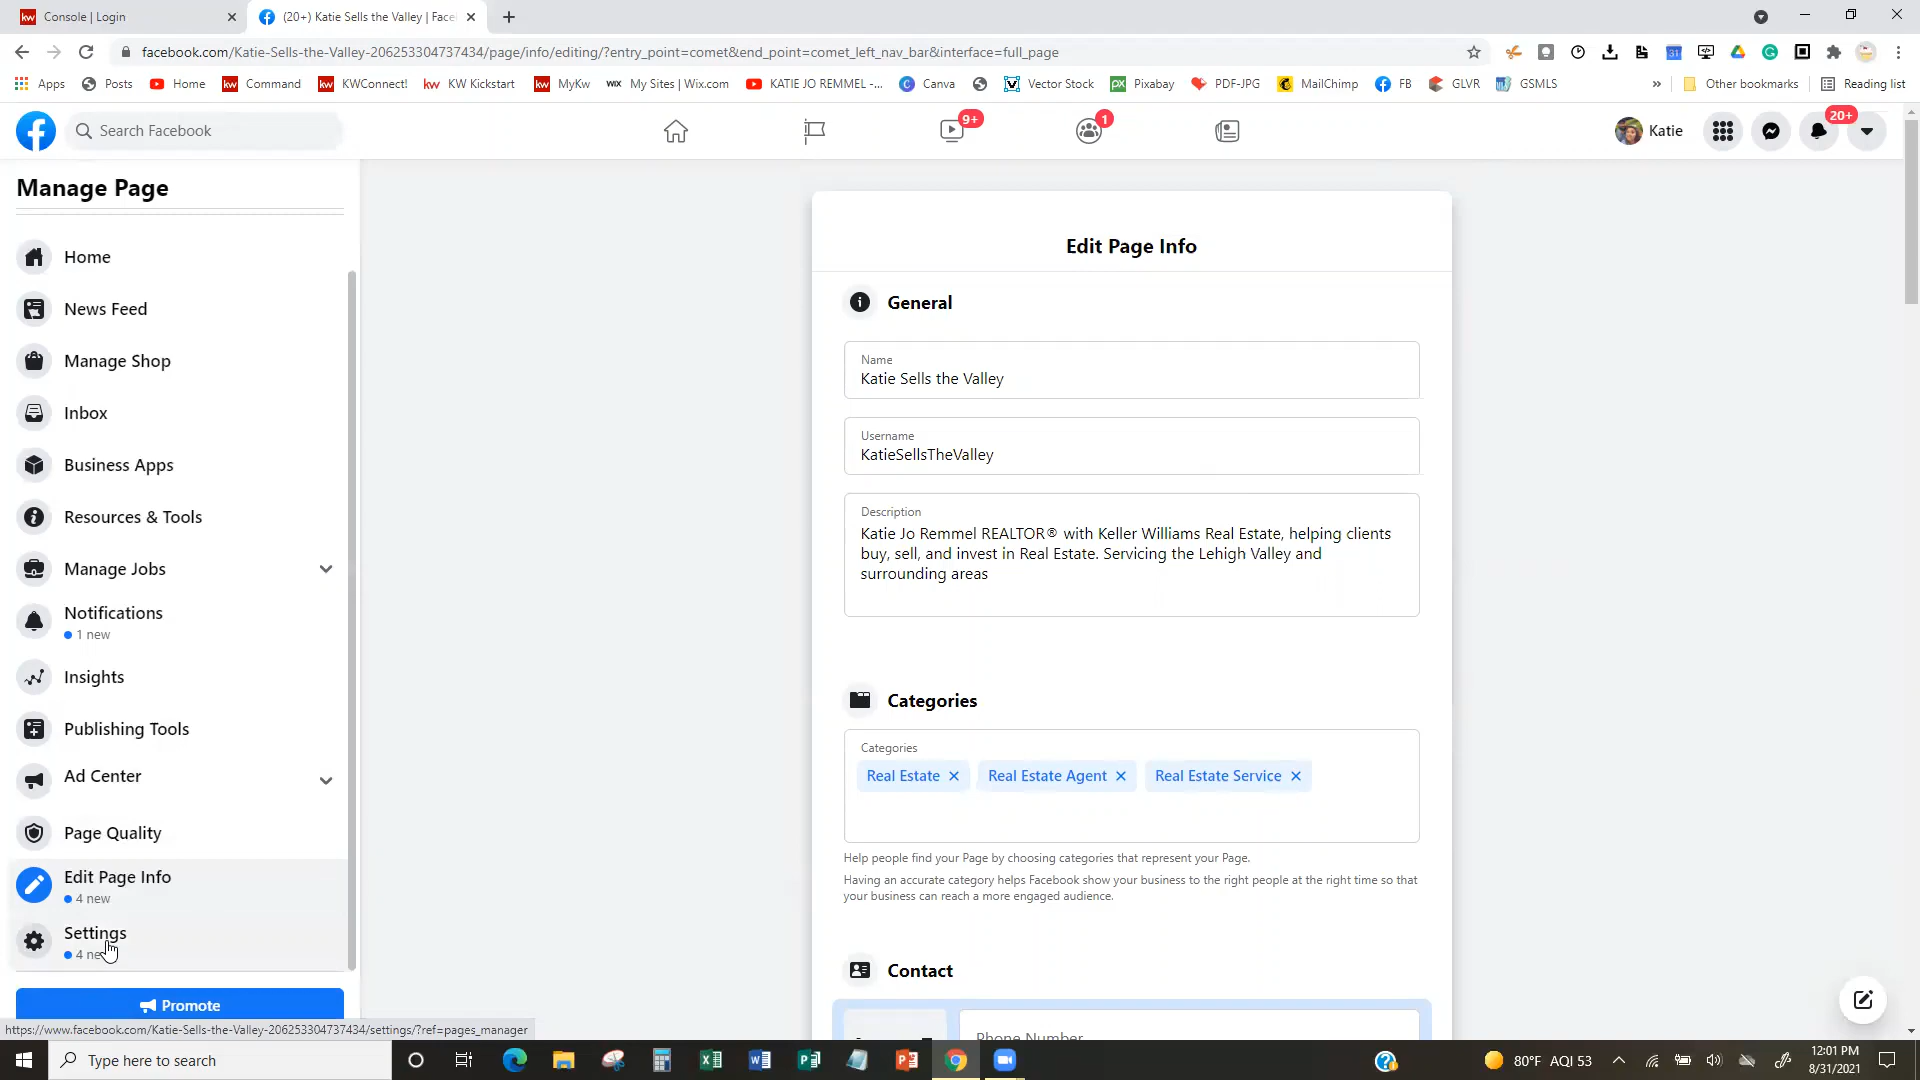 Console | Login
(20+) Katie Sells the Valley | Face
facebook.com/Katie-Sells-the-Valley-206253304737434/page/info/editing/?entry_point=comet&end_point=comet_left_nav_bar&interface=full_page
Apps
Posts
Home
kw
Command
kw
KWConnect!
kw
KW Kickstart
kw
MyKw
WIX
My Sites | Wix.com
KATIE JO REMMEL -...
Canva
Vector Stock
px
Pixabay
PDF-JPG
MailChimp
FB
GLVR
GSMLS
»
Other bookmarks
Reading list
Search Facebook
9+
1
Katie
20+
Manage Page
Home
News Feed
Manage Shop
Inbox
Business Apps
Resources & Tools
Manage Jobs
Notifications
1 new
Insights
Publishing Tools
Ad Center
Page Quality
Edit Page Info
4 new
Settings
4 new
Promote
https://www.facebook.com/Katie-Sells-the-Valley-206253304737434/settings/?ref=pages_manager
Edit Page Info
General
Name
Katie Sells the Valley
Username
KatieSellsTheValley
Description
Katie Jo Remmel REALTOR® with Keller Williams Real Estate, helping clients
buy, sell, and invest in Real Estate. Servicing the Lehigh Valley and
surrounding areas
Categories
Categories
Real Estate ×
Real Estate Agent ×
Real Estate Service ×
Help people find your Page by choosing categories that represent your Page.
Having an accurate category helps Facebook show your business to the right people at the right time so that
your business can reach a more engaged audience.
Contact
Phone Number
Type here to search
80°F AQI 53
12:01 PM
8/31/2021